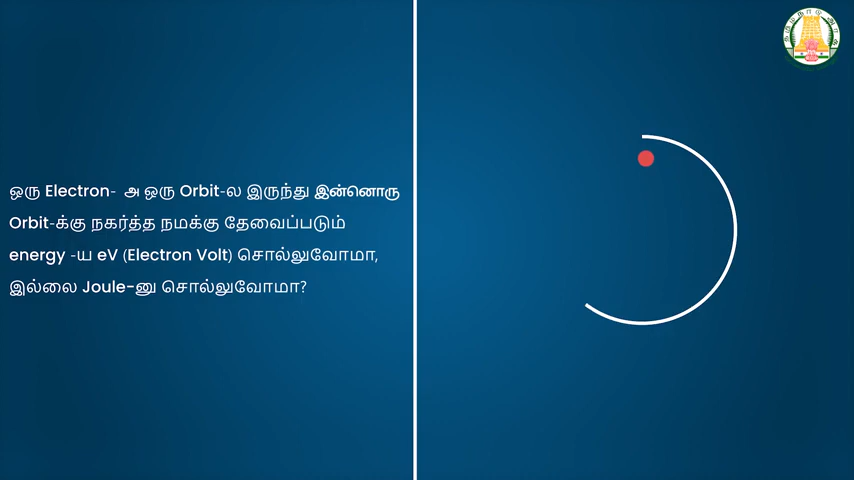 ஒரு Electron- அ ஒரு Orbit-ல இருந்து இன்னொரு
Orbit-க்கு நகர்த்த நமக்கு தேவைப்படும்
energy -ய eV (Electron Volt) சொல்லுவோமா,
இல்லை Joule-னு சொல்லுவோமா?